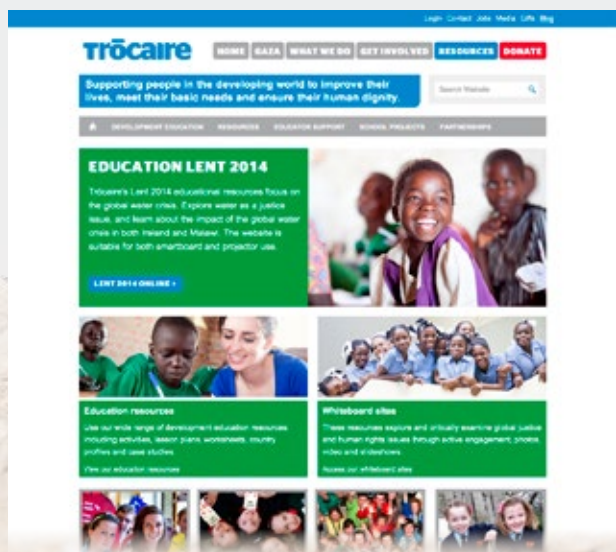 Login Contact Jobs Media Gifts Blog
Trōcaire
HOME GAZA WHAT WE DO GET INVOLVED RESOURCES DONATE
Supporting people in the developing world to improve their
lives, meet their basic needs and ensure their human dignity.
Search Website
DEVELOPMENT EDUCATION RESOURCES EDUCATOR SUPPORT SCHOOL PROJECTS PARTNERSHIPS
EDUCATION LENT 2014
Trócaire's Lent 2014 educational resources focus on
the global water crisis. Explore water as a justice
issue, and learn about the impact of the global water
crisis in both Ireland and Malawi. The website is
suitable for both smartboard and projector use.
LENT 2014 ONLINE >
Education resources
Use our wide range of development education resources
including activities, lesson plans, worksheets, country
profiles and case studies
View our education resources
Whiteboard sites
These resources explore and critically examine global justice
and human rights issues through active engagement, photos,
video and slideshows
Access our whiteboard sites